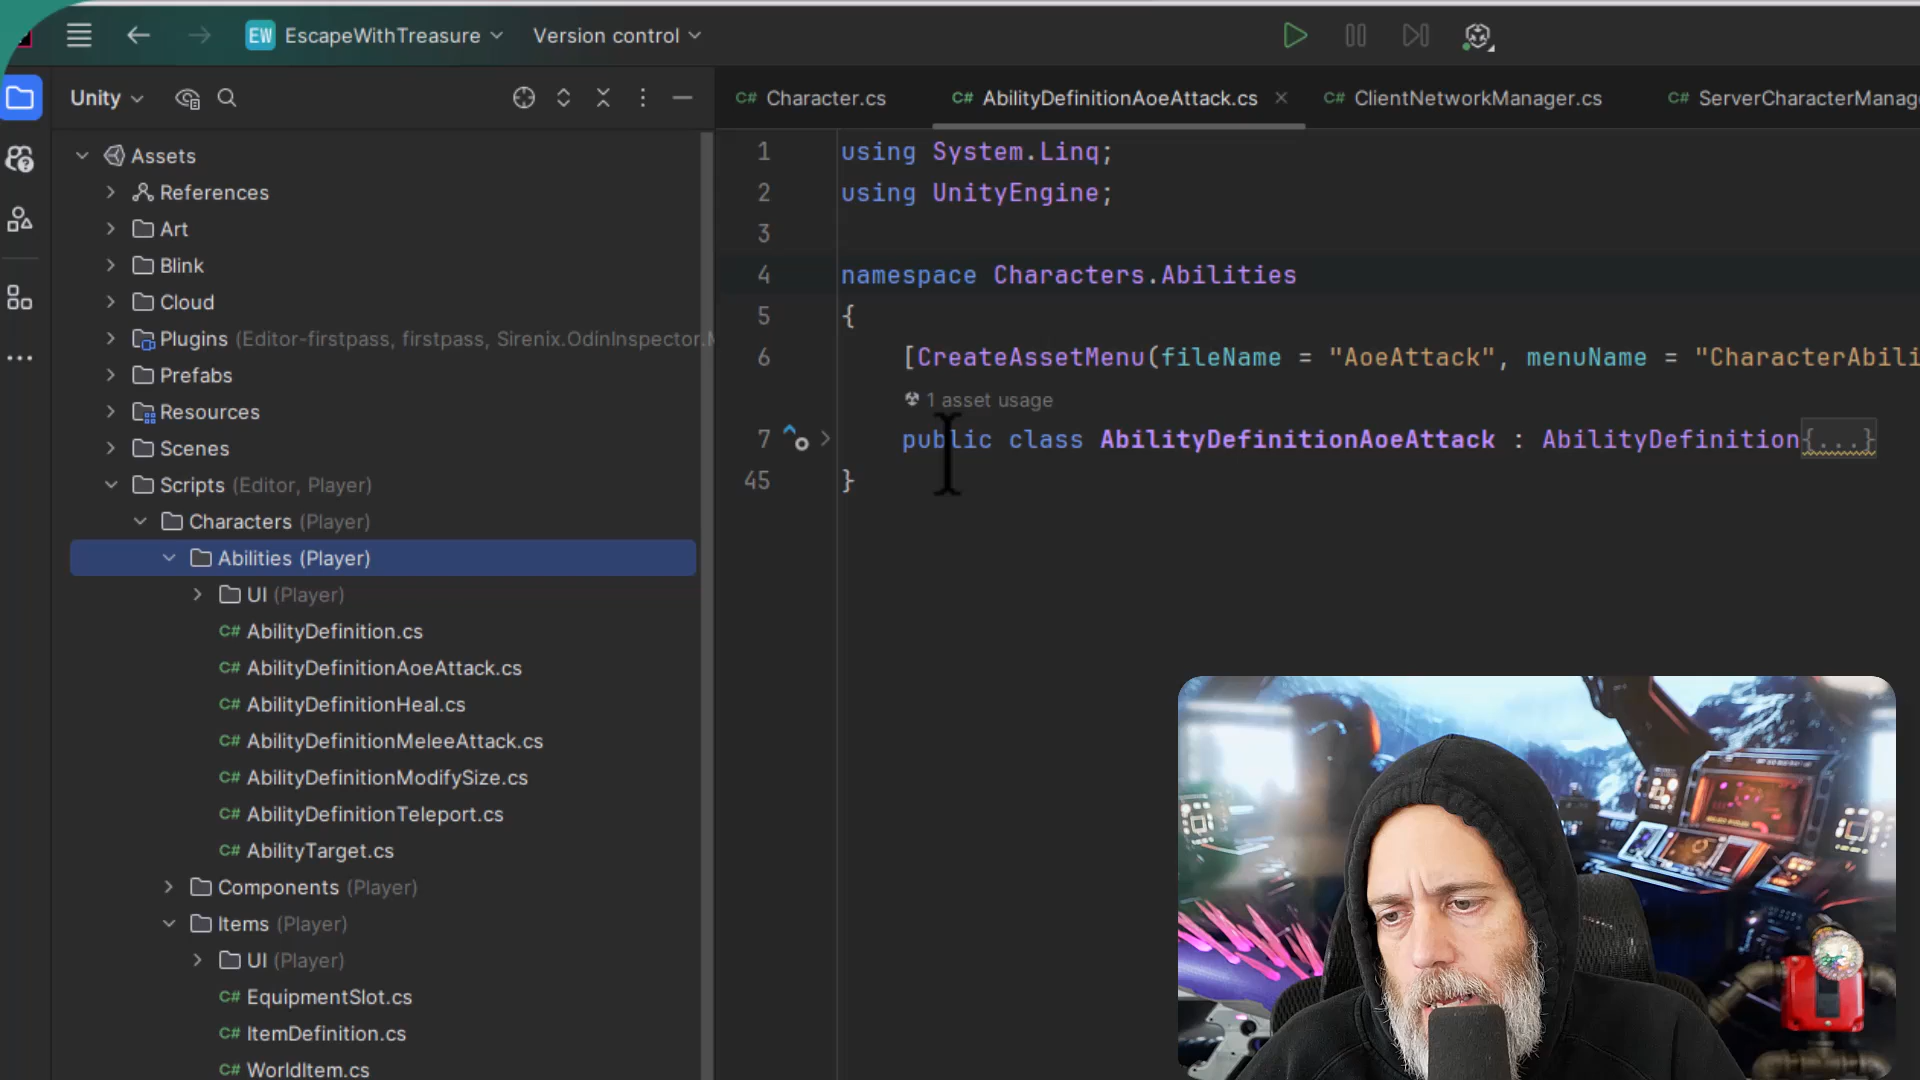 EW EscapeWithTreasure Version control
Unity
Character.cs AbilityDefinitionAoeAttack.cs ClientNetworkManager.cs ServerCharacterManag
Assets
References
Art
Blink
Cloud
Plugins (Editor-firstpass, firstpass, Sirenix.OdinInspector.
Prefabs
Resources
Scenes
Scripts (Editor, Player)
Characters (Player)
Abilities (Player)
UI (Player)
C# AbilityDefinition.cs
C# AbilityDefinitionAoeAttack.cs
C# AbilityDefinitionHeal.cs
C# AbilityDefinitionMeleeAttack.cs
C# AbilityDefinitionModifySize.cs
C# AbilityDefinitionTeleport.cs
C# AbilityTarget.cs
Components (Player)
Items (Player)
UI (Player)
C# EquipmentSlot.cs
C# ItemDefinition.cs
C# WorldItem.cs
1 using System.Linq;
2 using UnityEngine;
3
4 namespace Characters.Abilities
5 {
6 [CreateAssetMenu(fileName = "AoeAttack", menuName = "CharacterAbili
1 asset usage
7 public class AbilityDefinitionAoeAttack : AbilityDefinition{...}
45 }